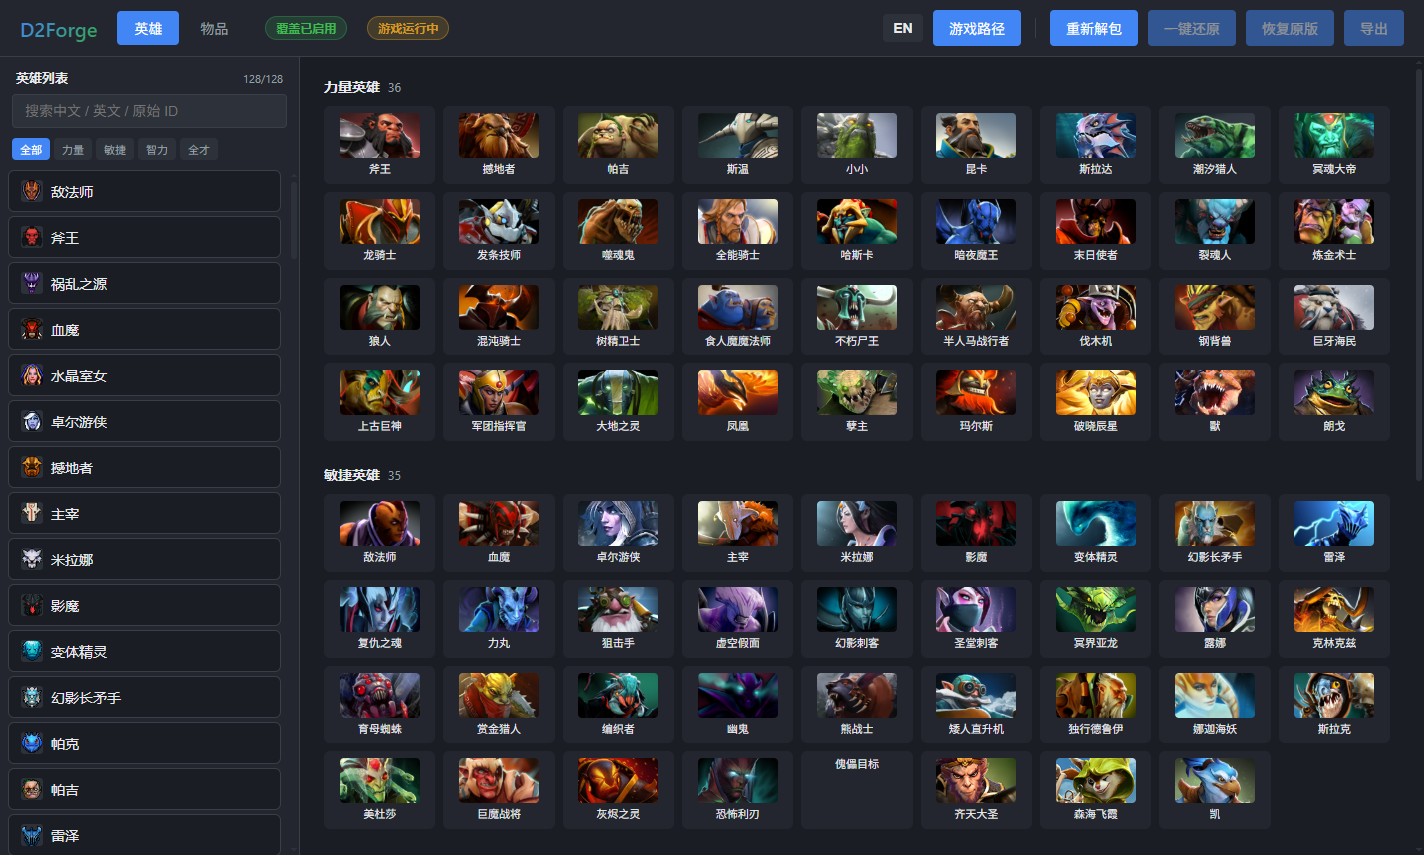 D2Forge
英雄
物品
覆盖已启用
游戏运行中
EN
游戏路径
重新解包
一键还原
恢复原版
导出
英雄列表 128/128
搜索中文 / 英文 / 原始 ID
全部 力量 敏捷 智力 全才
敌法师
斧王
祸乱之源
血魔
水晶室女
卓尔游侠
撼地者
主宰
米拉娜
影魔
变体精灵
幻影长矛手
帕克
帕吉
雷泽
力量英雄 36
斧王 撼地者 帕吉 斯温 小小 昆卡 斯拉达 潮汐猎人 冥魂大帝
龙骑士 发条技师 噬魂鬼 全能骑士 哈斯卡 暗夜魔王 末日使者 裂魂人 炼金术士
狼人 混沌骑士 树精卫士 食人魔魔法师 不朽尸王 半人马战行者 伐木机 钢背兽 巨牙海民
上古巨神 军团指挥官 大地之灵 凤凰 孽主 玛尔斯 破晓辰星 獸 朗戈
敏捷英雄 35
敌法师 血魔 卓尔游侠 主宰 米拉娜 影魔 变体精灵 幻影长矛手 雷泽
复仇之魂 力丸 狙击手 虚空假面 幻影刺客 圣堂刺客 冥界亚龙 露娜 克林克兹
育母蜘蛛 赏金猎人 编织者 幽鬼 熊战士 矮人直升机 独行德鲁伊 娜迦海妖 斯拉克
美杜莎 巨魔战将 灰烬之灵 恐怖利刃 傀儡目标 齐天大圣 森海飞霞 凯